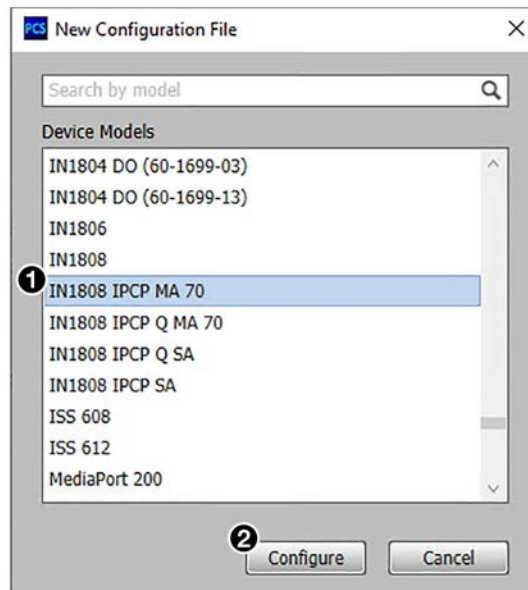 PCS New Configuration File
Search by model
Device Models
IN1804 DO (60-1699-03)
IN1804 DO (60-1699-13)
IN1806
IN1808
1 IN1808 IPCP MA 70
IN1808 IPCP Q MA 70
IN1808 IPCP Q SA
IN1808 IPCP SA
ISS 608
ISS 612
MediaPort 200
2 Configure Cancel